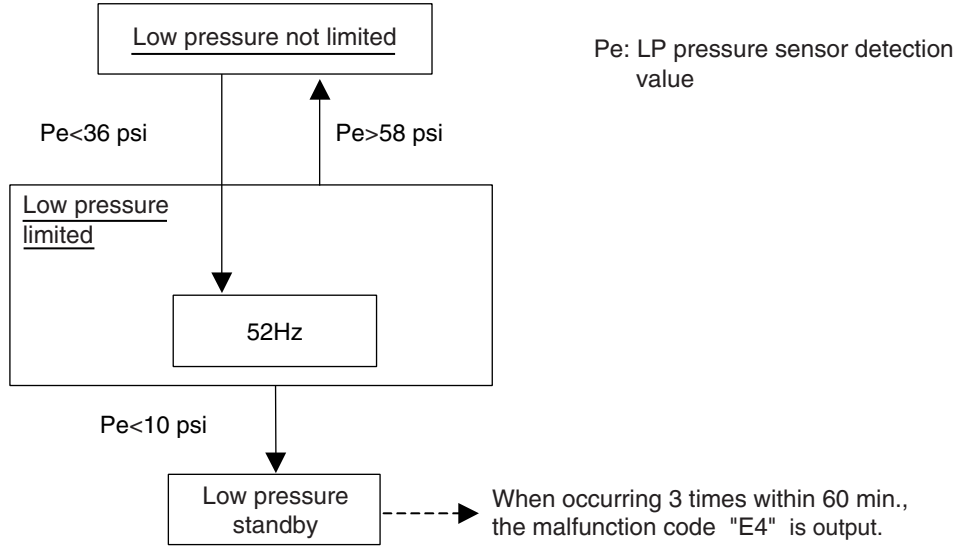 Low pressure not limited
Pe: LP pressure sensor detection
value
Pe<36 psi
Pe>58 psi
Low pressure
limited
52Hz
Pe<10 psi
Low pressure
standby
When occurring 3 times within 60 min.,
the malfunction code "E4" is output.